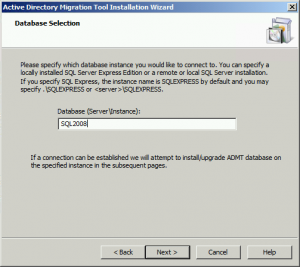 Active Directory Migration Tool Installation Wizard
Database Selection
Please specify which database instance you would like to connect to. You can specify a
locally installed SQL Server Express Edition or a remote or local SQL Server installation.
If you specify SQL Express, the instance name is SQLEXPRESS by default and you may
specify .\SQLEXPRESS or <server>\SQLEXPRESS.
Database (Server\Instance):
SQL2008
If a connection can be established we will attempt to install/upgrade ADMT database on
the specified instance in the subsequent pages.
< Back
Next >
Cancel
Help